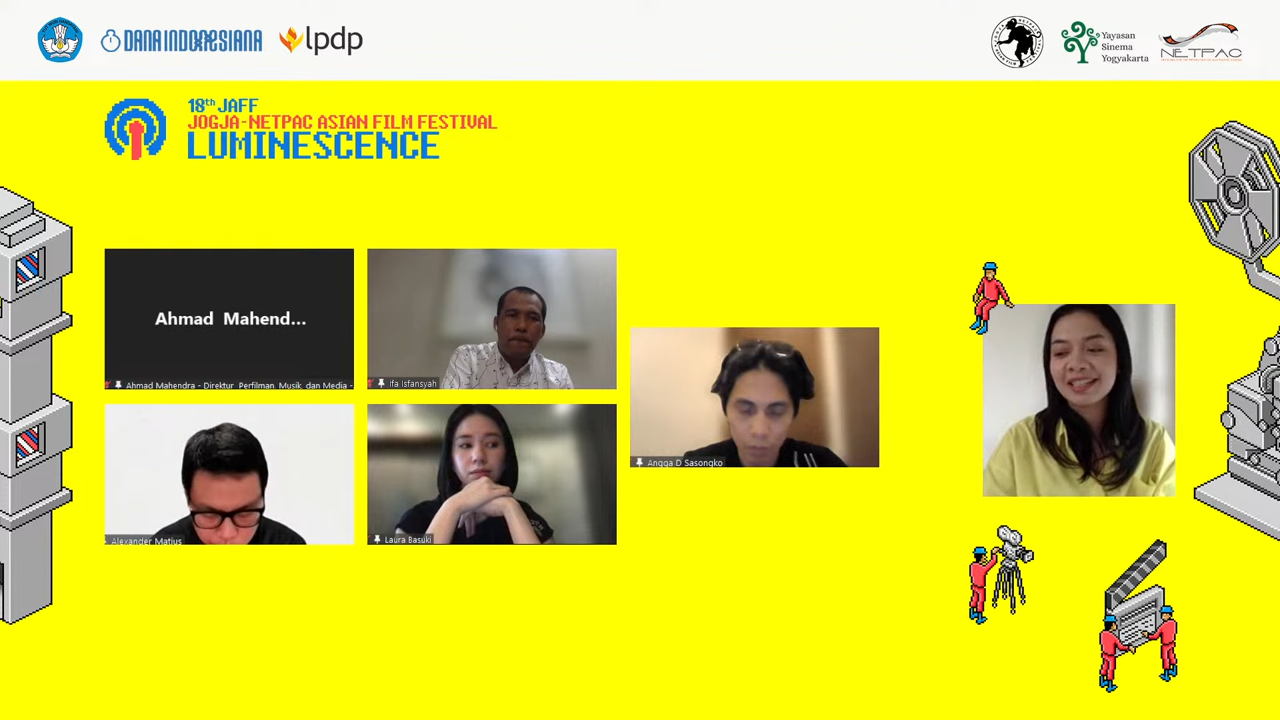 DANA INDONESIANA
lpdp
Yayasan
Sinema
Yogyakarta
NETPAC
18th JAFF
JOGJA-NETPAC ASIAN FILM FESTIVAL
LUMINESCENCE
Ahmad Mahend...
Ahmad Mahendra - Direktur Perfilman, Musik, dan Media -
Ifa Isfansyah
Angga D Sasongko
Alexander Matius
Laura Basuki